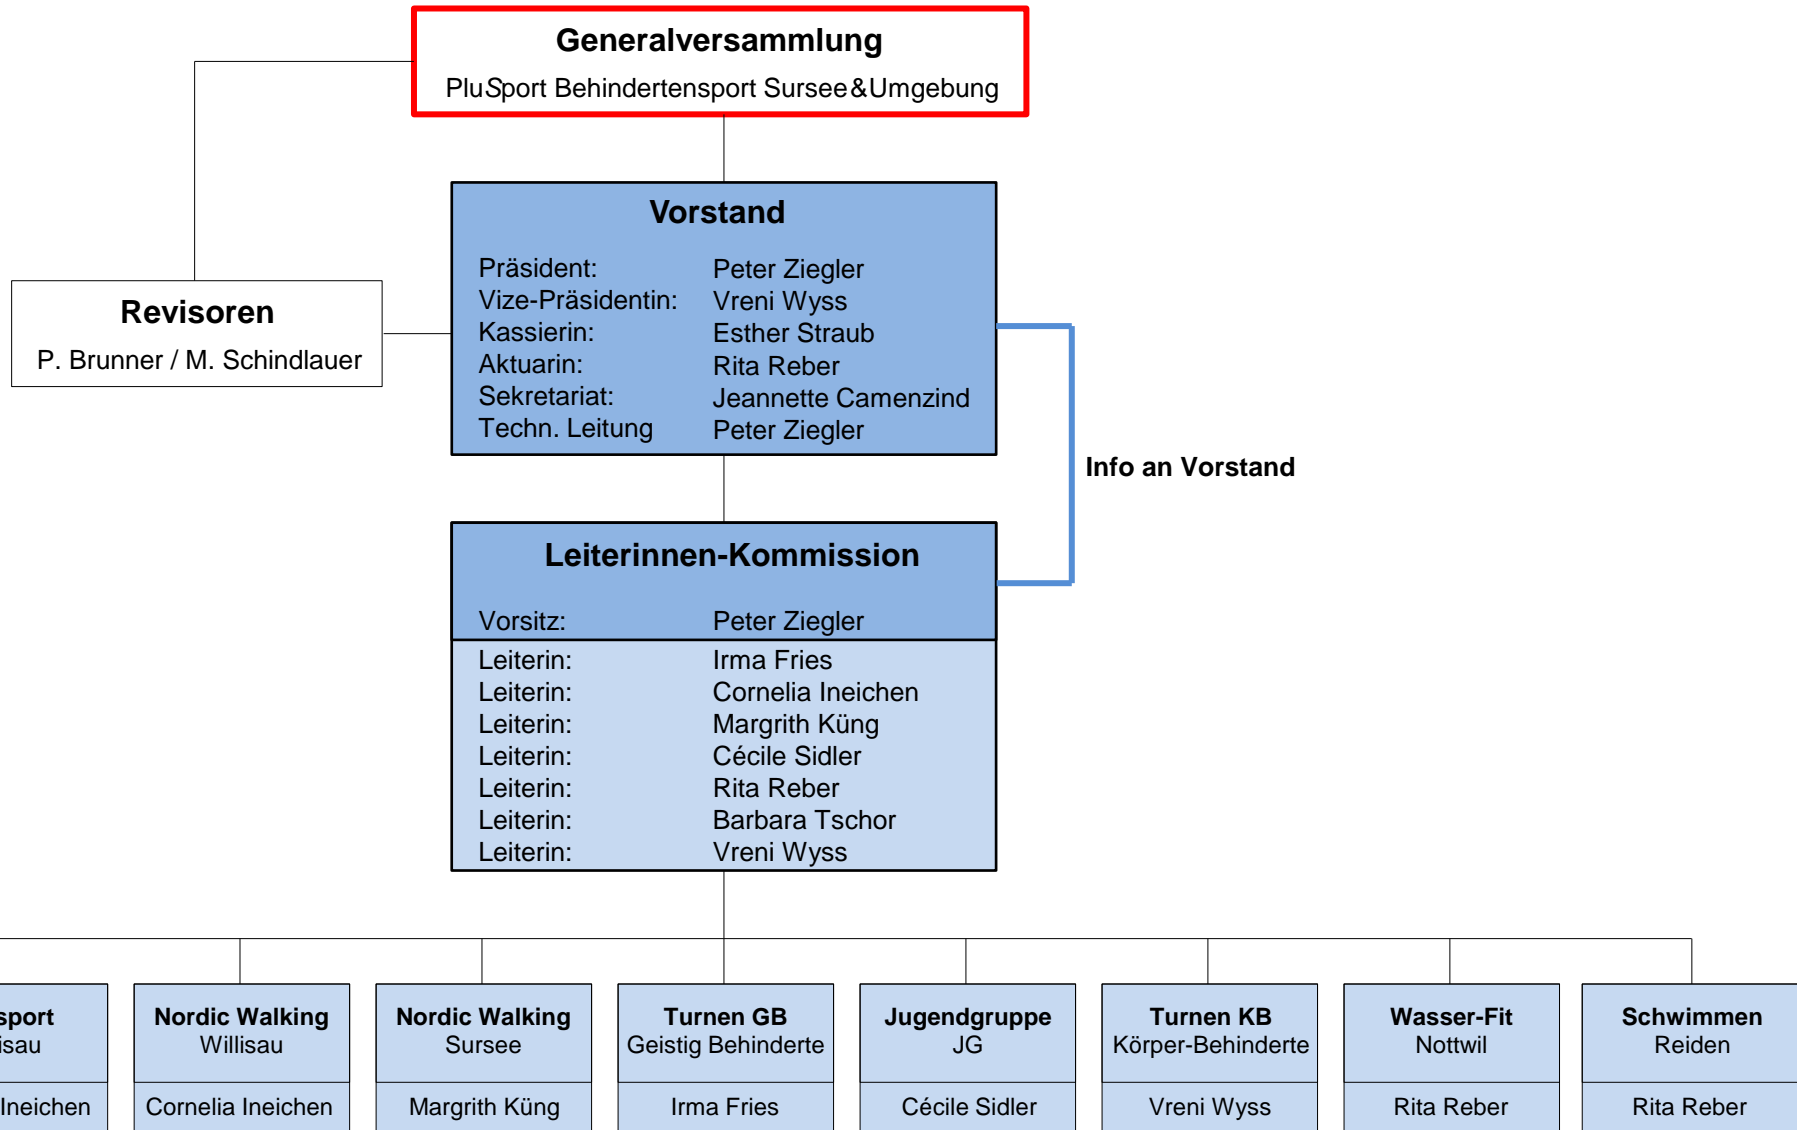 Generalversammlung
PluSport Behindertensport Sursee&Umgebung
Vorstand
Präsident: Peter Ziegler
Vize-Präsidentin: Vreni Wyss
Kassierin: Esther Straub
Aktuarin: Rita Reber
Sekretariat: Jeannette Camenzind
Techn. Leitung Peter Ziegler
Revisoren
P. Brunner / M. Schindlauer
Info an Vorstand
Leiterinnen-Kommission
Vorsitz: Peter Ziegler
Leiterin: Irma Fries
Leiterin: Cornelia Ineichen
Leiterin: Margrith Küng
Leiterin: Cécile Sidler
Leiterin: Rita Reber
Leiterin: Barbara Tschor
Leiterin: Vreni Wyss
sport
isau
Ineichen
Nordic Walking
Willisau
Cornelia Ineichen
Nordic Walking
Sursee
Margrith Küng
Turnen GB
Geistig Behinderte
Irma Fries
Jugendgruppe
JG
Cécile Sidler
Turnen KB
Körper-Behinderte
Vreni Wyss
Wasser-Fit
Nottwil
Rita Reber
Schwimmen
Reiden
Rita Reber